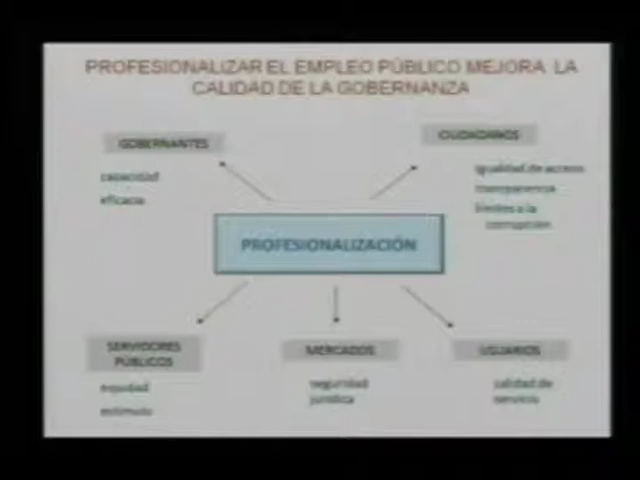 PROFESIONALIZAR EL EMPLEO PÚBLICO MEJORA LA
CALIDAD DE LA GOBERNANZA
GOBERNANTES
capacidad
eficacia
CIUDADANOS
igualdad de acceso
transparencia
límites a la
corrupción
PROFESIONALIZACIÓN
SERVIDORES
PÚBLICOS
equidad
estímulo
MERCADOS
seguridad
jurídica
USUARIOS
calidad de
servicio